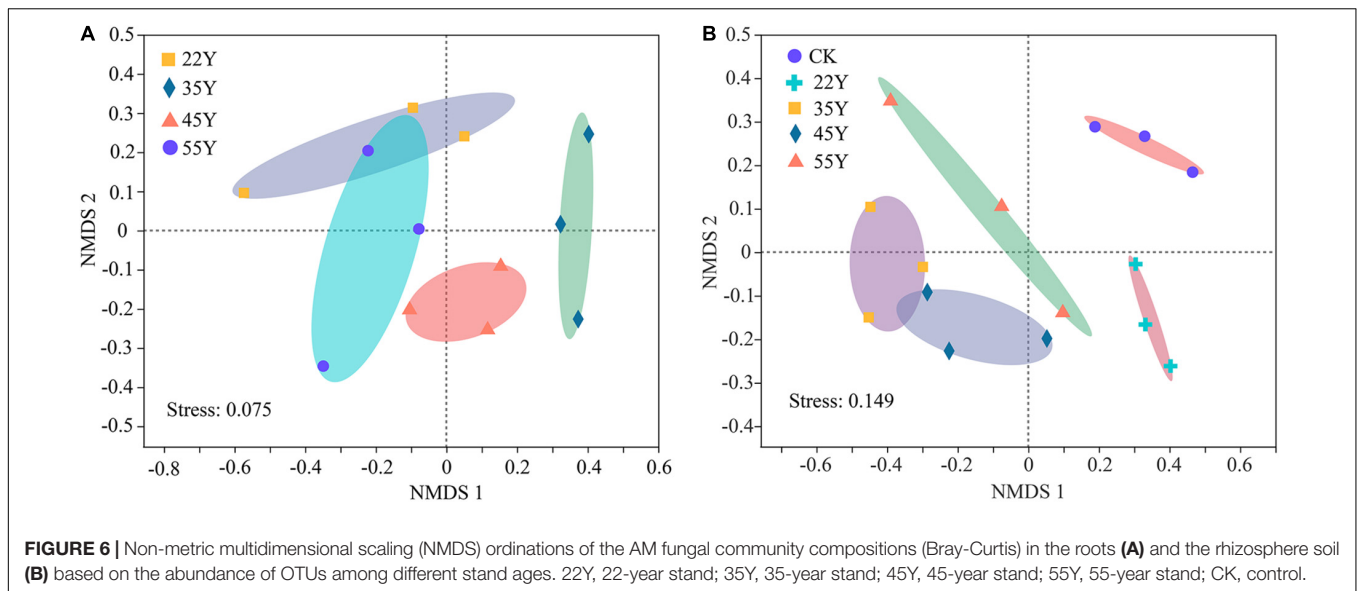 A
0.5
0.4
0.3
0.2
0.1
0
-0.1
-0.2
-0.3
-0.4
-0.5
NMDS 2
22Y
35Y
45Y
55Y
Stress: 0.075
-0.8 -0.6 -0.4 -0.2 0 0.2 0.4 0.6
NMDS 1
B
0.5
0.4
0.3
0.2
0.1
0
-0.1
-0.2
-0.3
-0.4
NMDS 2
CK
22Y
35Y
45Y
55Y
Stress: 0.149
-0.6 -0.4 -0.2 0 0.2 0.4 0.6
NMDS 1
FIGURE 6 | Non-metric multidimensional scaling (NMDS) ordinations of the AM fungal community compositions (Bray-Curtis) in the roots (A) and the rhizosphere soil
(B) based on the abundance of OTUs among different stand ages. 22Y, 22-year stand; 35Y, 35-year stand; 45Y, 45-year stand; 55Y, 55-year stand; CK, control.